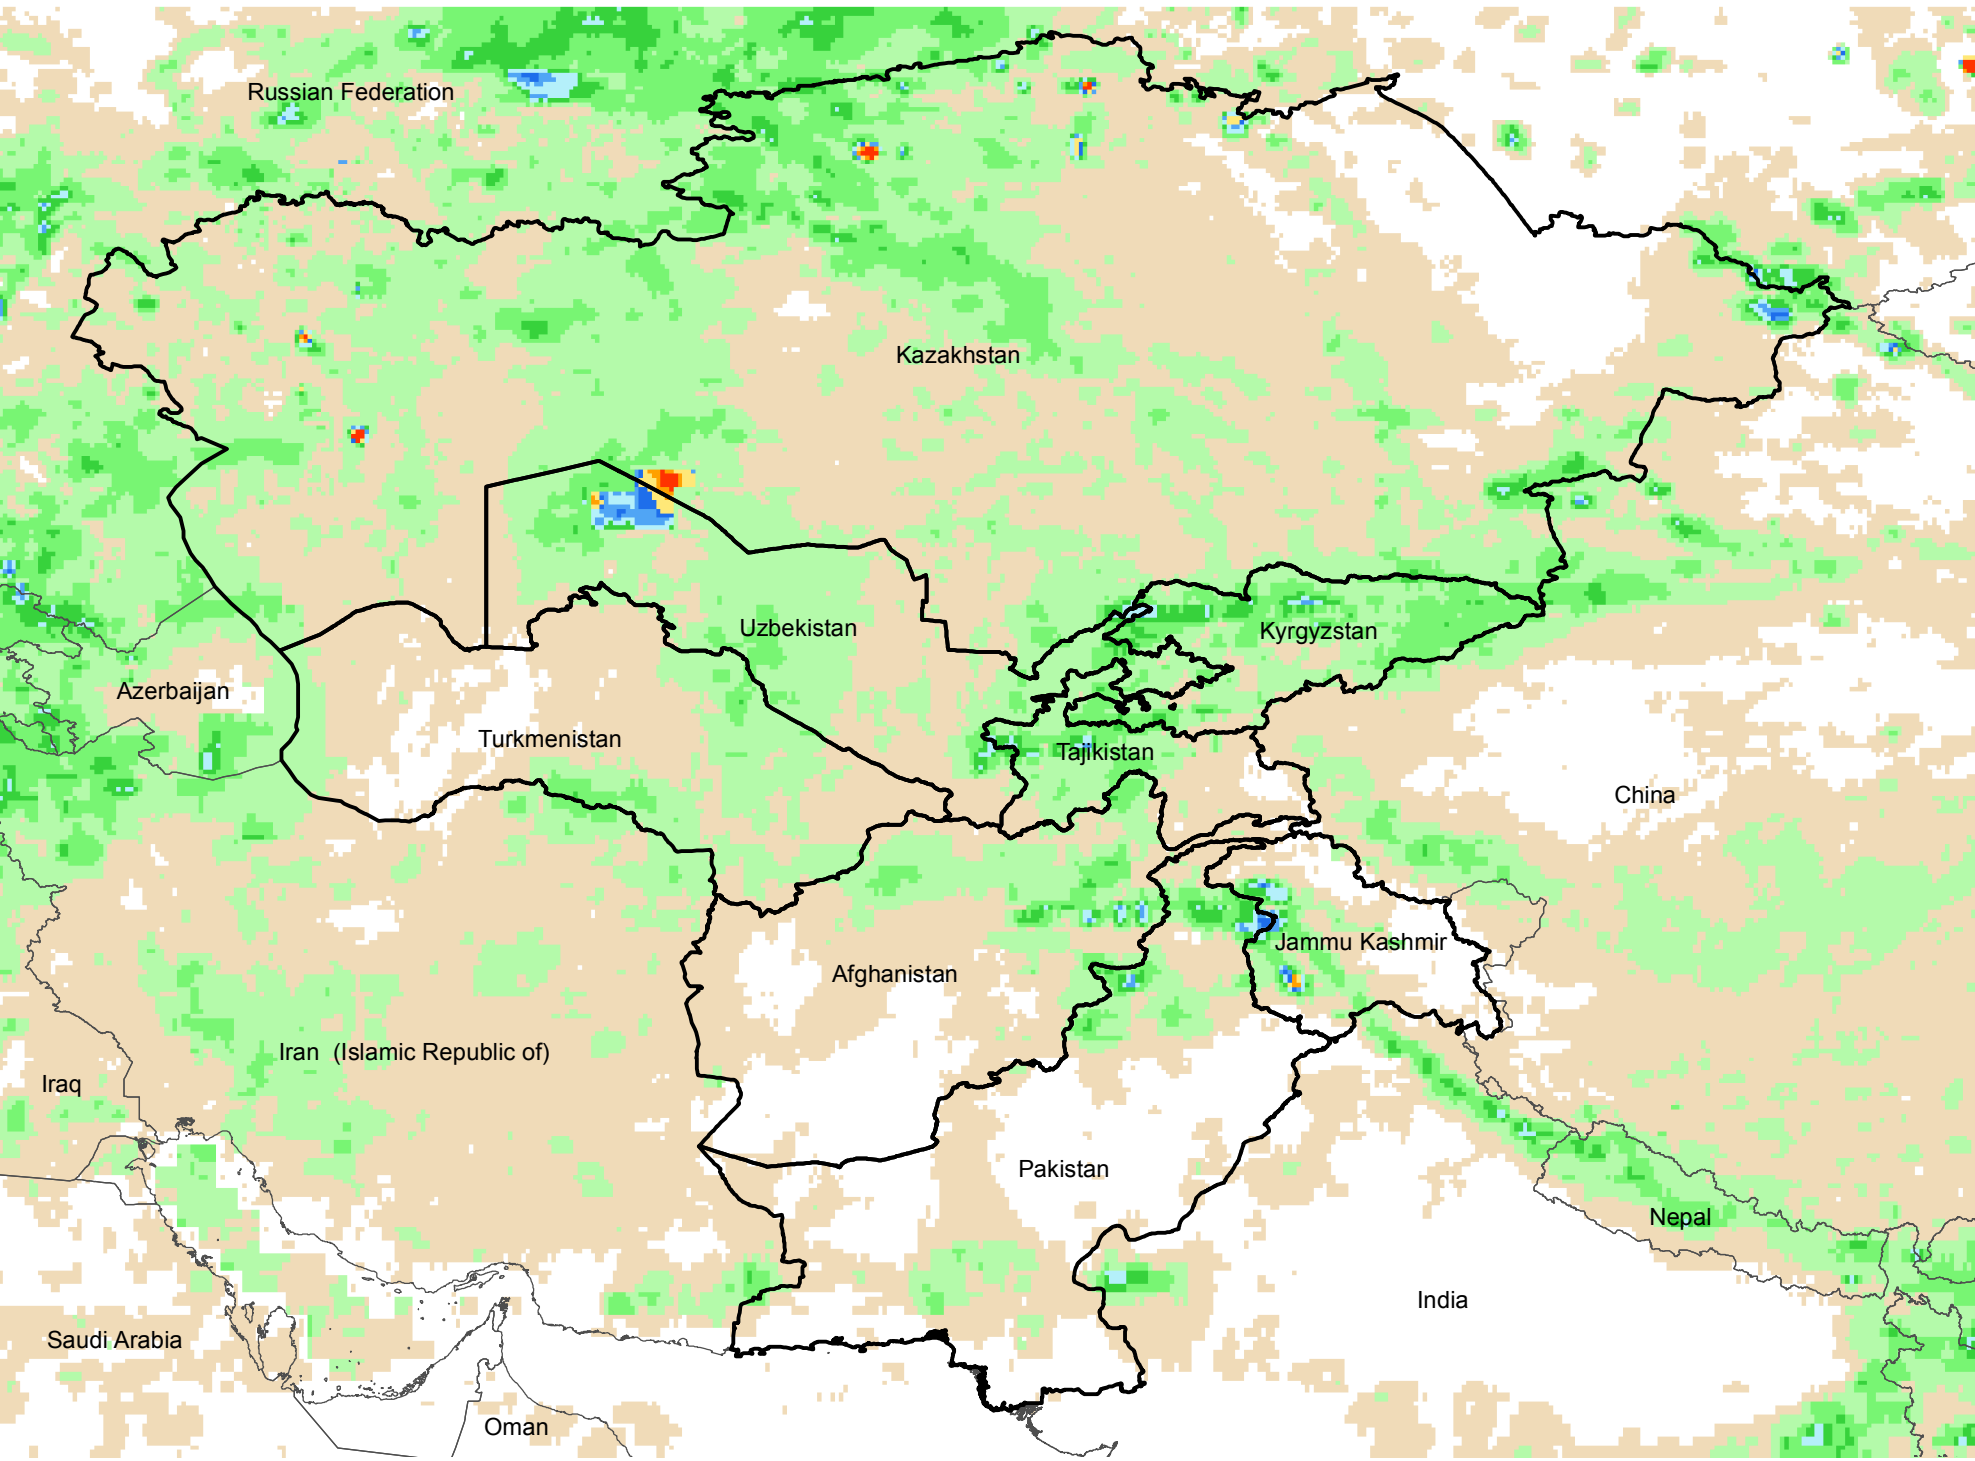 Russian Federation
Kazakhstan
Uzbekistan
Kyrgyzstan
Azerbaijan
Turkmenistan
Tajikistan
China
Jammu Kashmir
Afghanistan
Iran (Islamic Republic of)
Iraq
Pakistan
Nepal
India
Saudi Arabia
Oman